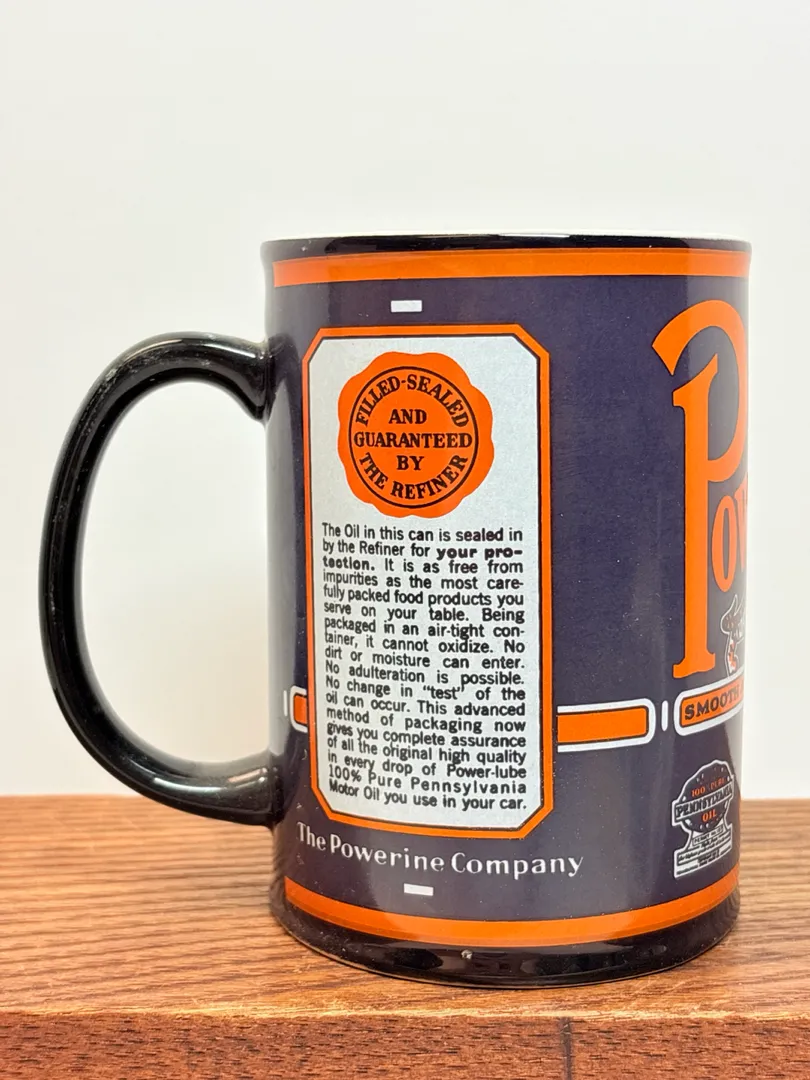 FILLED-SEALED
AND
GUARANTEED
BY
THE REFINER
The Oil in this can is sealed in
by the Refiner for your pro-
tection. It is as free from
impurities as the most care-
fully packed food products you
serve on your table. Being
packaged in an air-tight con-
tainer, it cannot oxidize. No
dirt or moisture can enter.
No adulteration is possible.
No change in "test" of the
oil can occur. This advanced
method of packaging now
gives you complete assurance
of all the original high quality
in every drop of Power-lube
100% Pure Pennsylvania
Motor Oil you use in your car.
The Powerine Company
Pow
SMOOTH
100% PURE
PENNSYLVANIA
OIL